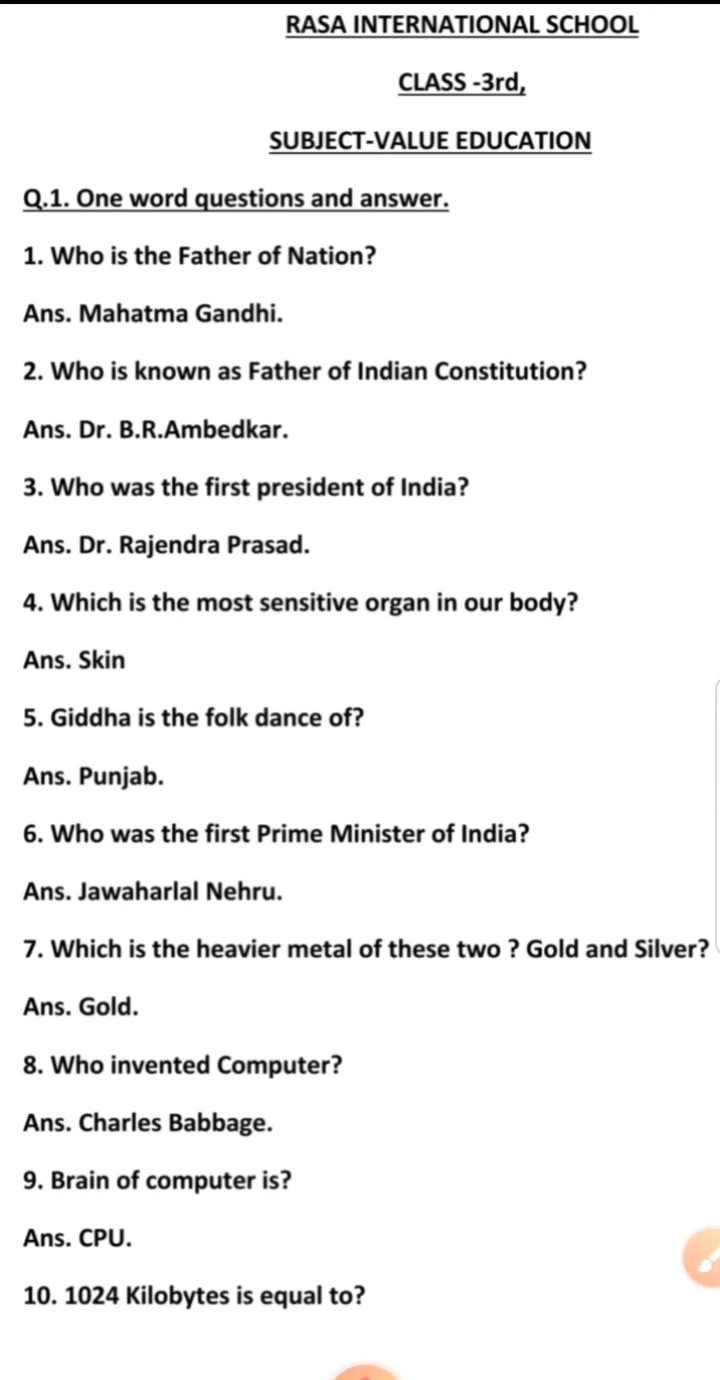 RASA INTERNATIONAL SCHOOL
CLASS -3rd,
SUBJECT-VALUE EDUCATION
Q.1. One word questions and answer.
1. Who is the Father of Nation?
Ans. Mahatma Gandhi.
2. Who is known as Father of Indian Constitution?
Ans. Dr. B.R.Ambedkar.
3. Who was the first president of India?
Ans. Dr. Rajendra Prasad.
4. Which is the most sensitive organ in our body?
Ans. Skin
5. Giddha is the folk dance of?
Ans. Punjab.
6. Who was the first Prime Minister of India?
Ans. Jawaharlal Nehru.
7. Which is the heavier metal of these two ? Gold and Silver?
Ans. Gold.
8. Who invented Computer?
Ans. Charles Babbage.
9. Brain of computer is?
Ans. CPU.
10. 1024 Kilobytes is equal to?